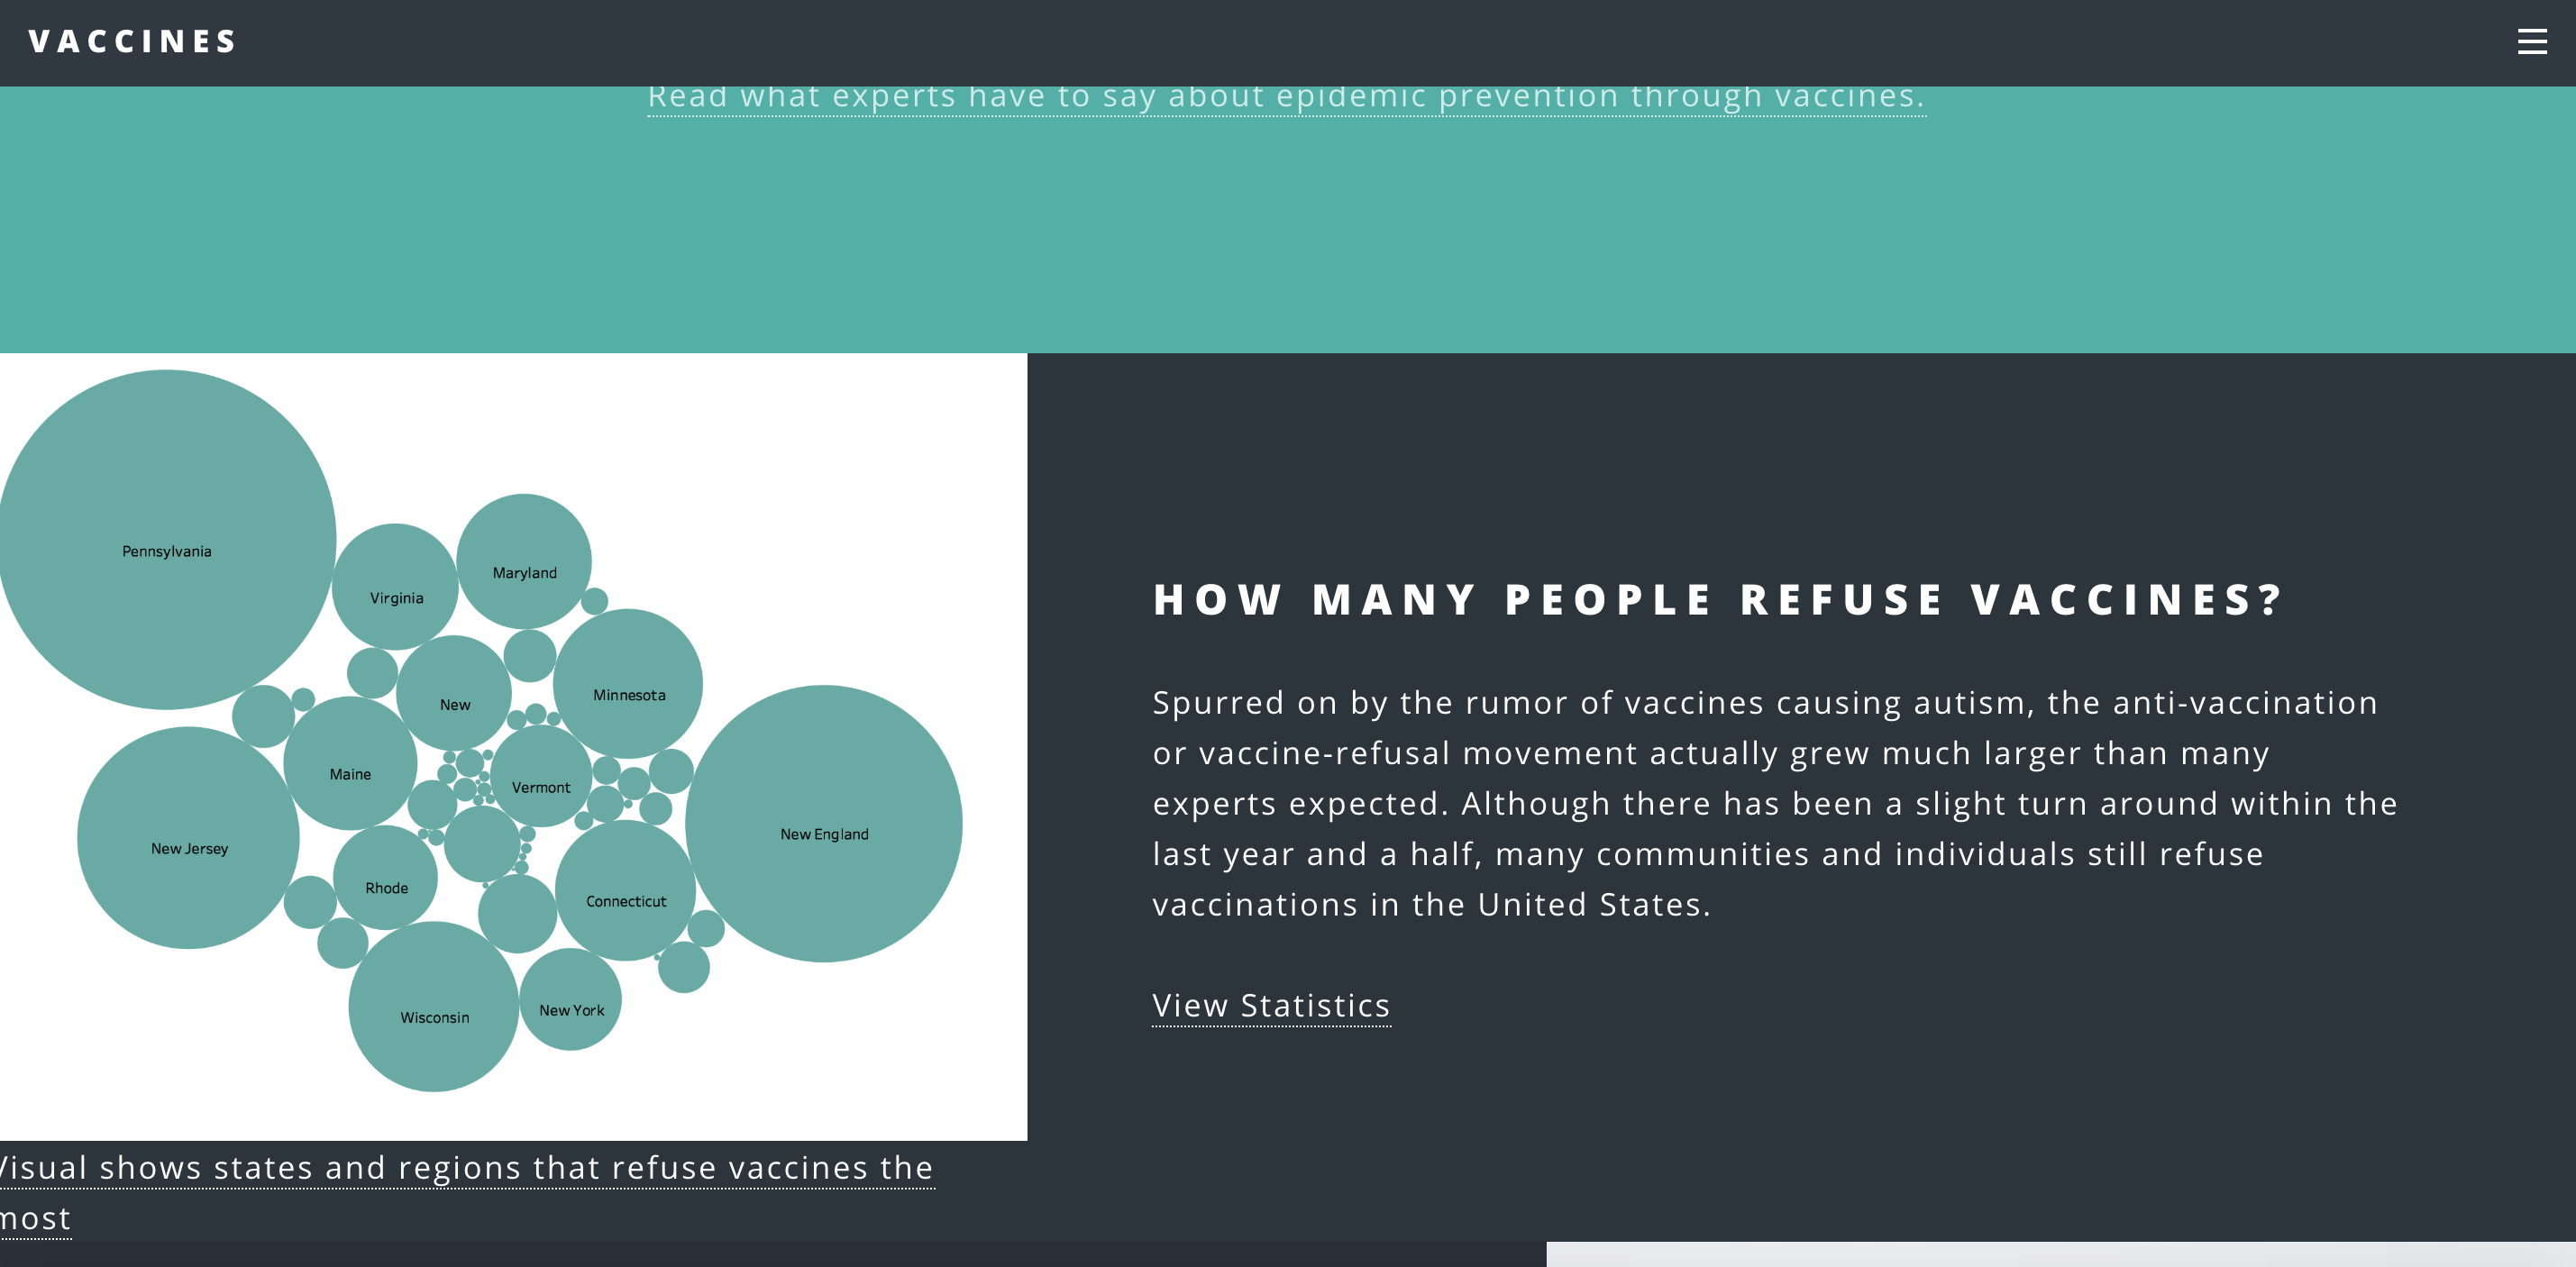 VACCINES
Read what experts have to say about epidemic prevention through vaccines.
Pennsylvania
Virginia
Maryland
New
Minnesota
Maine
Vermont
New Jersey
New England
Rhode
Connecticut
Wisconsin
New York
HOW MANY PEOPLE REFUSE VACCINES?
Spurred on by the rumor of vaccines causing autism, the anti-vaccination
or vaccine-refusal movement actually grew much larger than many
experts expected. Although there has been a slight turn around within the
last year and a half, many communities and individuals still refuse
vaccinations in the United States.
View Statistics
Visual shows states and regions that refuse vaccines the
most